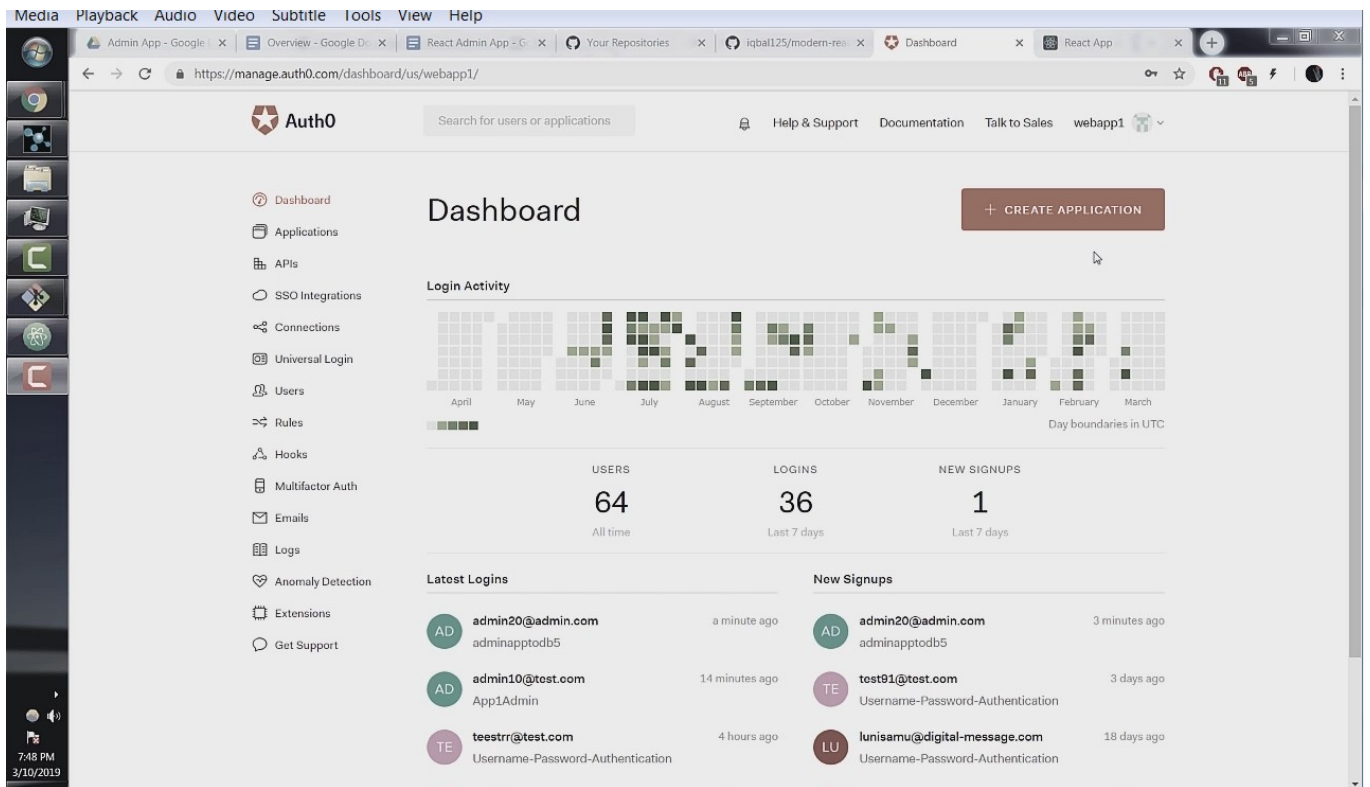 Media Playback Audio Video Subtitle Tools View Help
Admin App - Google Overview - Google Do React Admin App - G Your Repositories iqbal125/modern-rea Dashboard React App
https://manage.auth0.com/dashboard/us/webapp1/
11 5
Auth0 Search for users or applications Help & Support Documentation Talk to Sales webapp1
Dashboard
Applications
APIs
SSO Integrations
Connections
Universal Login
Users
Rules
Hooks
Multifactor Auth
Emails
Logs
Anomaly Detection
Extensions
Get Support
Dashboard + CREATE APPLICATION
Login Activity
April May June July August September October November December January February March
Day boundaries in UTC
USERS LOGINS NEW SIGNUPS
64 36 1
All time Last 7 days Last 7 days
Latest Logins
AD admin20@admin.com a minute ago
adminapptodb5
AD admin10@test.com 14 minutes ago
App1Admin
TE teestrr@test.com 4 hours ago
Username-Password-Authentication
New Signups
AD admin20@admin.com 3 minutes ago
adminapptodb5
TE test91@test.com 3 days ago
Username-Password-Authentication
LU lunisamu@digital-message.com 18 days ago
Username-Password-Authentication
7:48 PM
3/10/2019